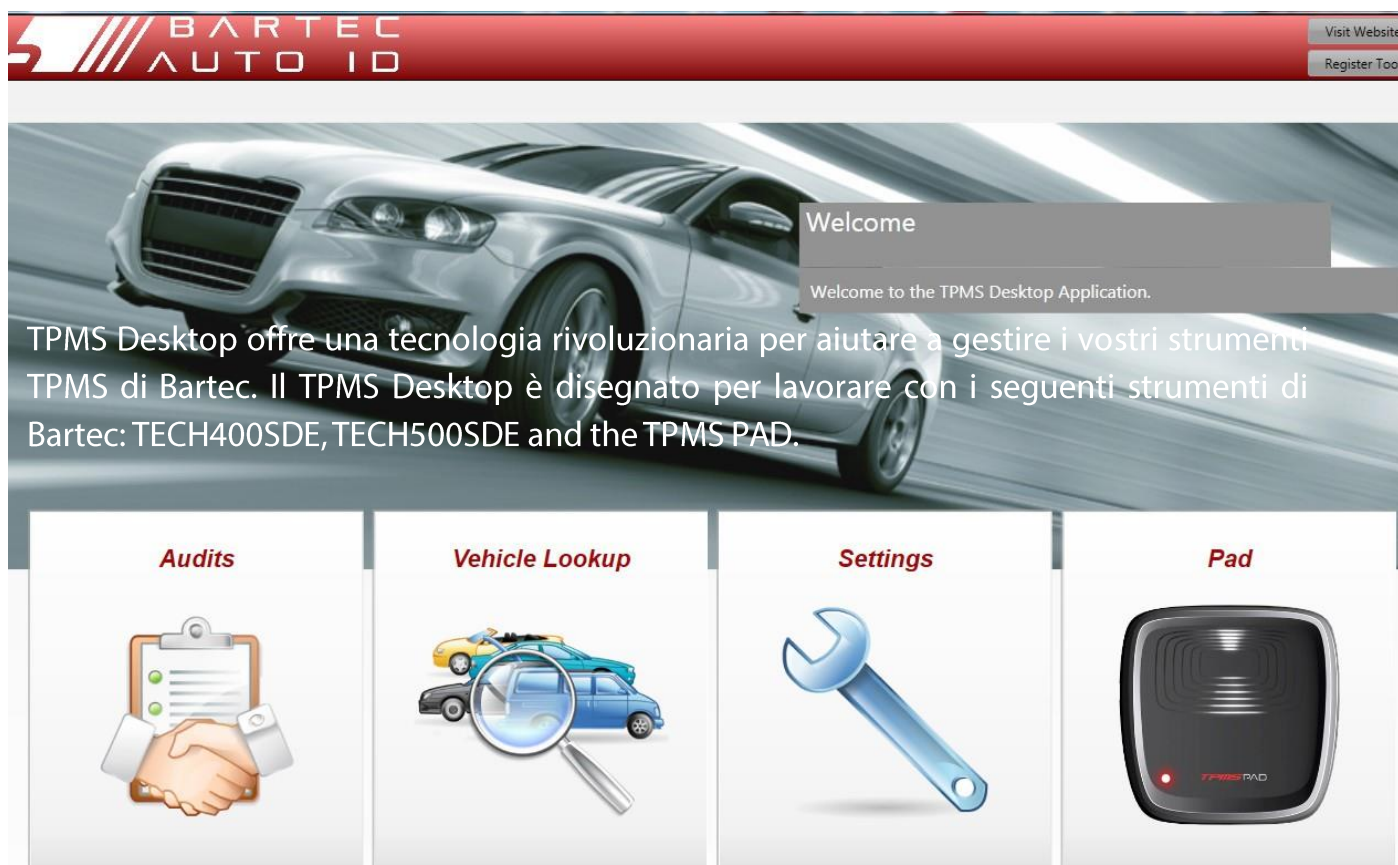 BARTEC
AUTO ID
Visit Website
Register Too
Welcome
Welcome to the TPMS Desktop Application.
TPMS Desktop offre una tecnologia rivoluzionaria per aiutare a gestire i vostri strumenti
TPMS di Bartec. Il TPMS Desktop è disegnato per lavorare con i seguenti strumenti di
Bartec: TECH400SDE, TECH500SDE and the TPMS PAD.
Audits
Vehicle Lookup
Settings
Pad
TPMS PAD